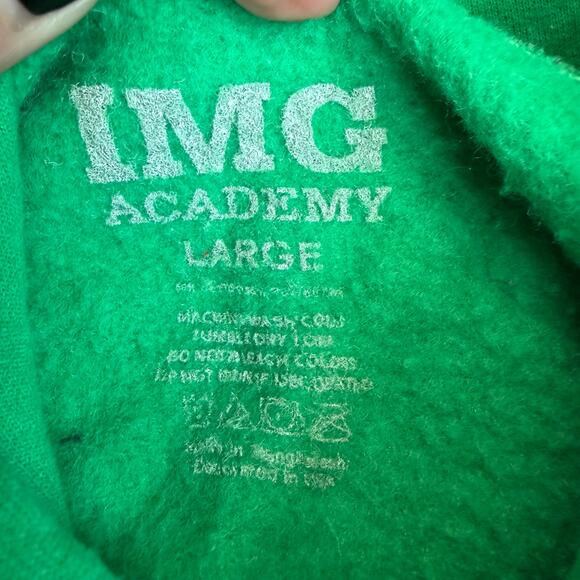 IMG
ACADEMY
LARGE
MACHINE WASH COLD
TUMBLE DRY LOW
DO NOT BLEACH COLORS
DO NOT IRON IF DECORATED
Made in Bangladesh
Decorated in USA